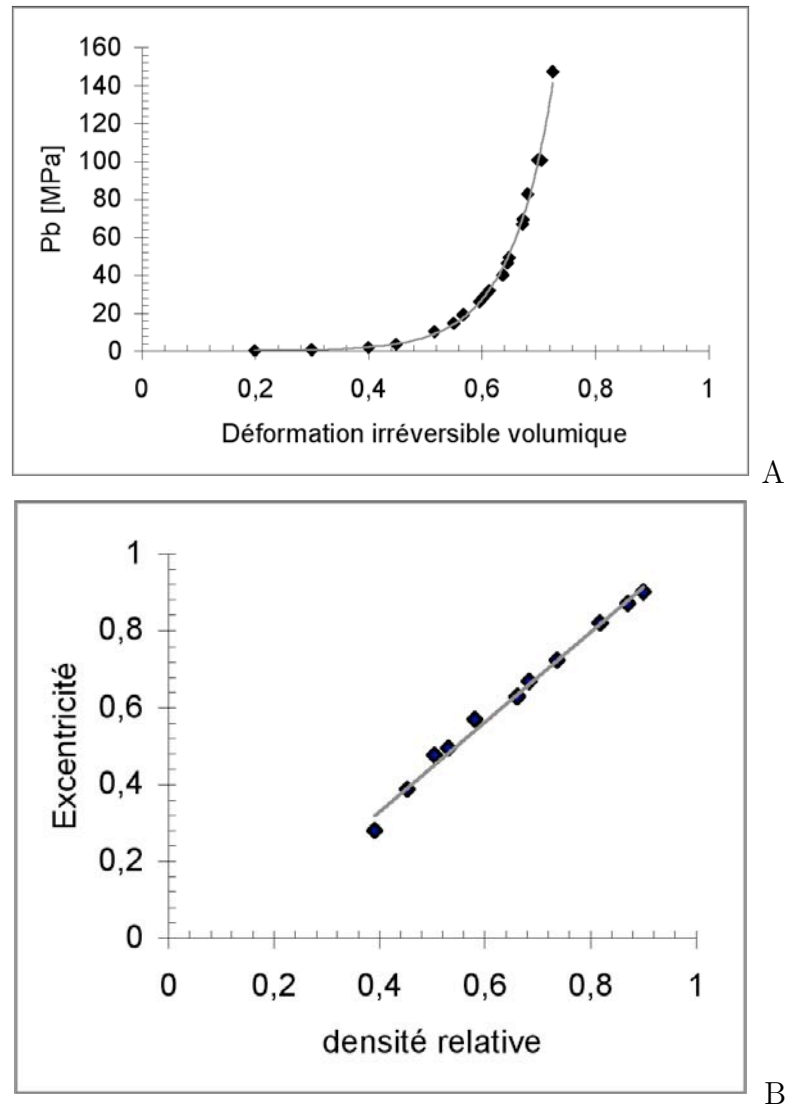 160
140
120
100
80
60
40
20
0
Pb [MPa]
0 0,2 0,4 0,6 0,8 1
Déformation irréversible volumique
A
1
0,8
0,6
0,4
0,2
0
Excentricité
0 0,2 0,4 0,6 0,8 1
densité relative
B